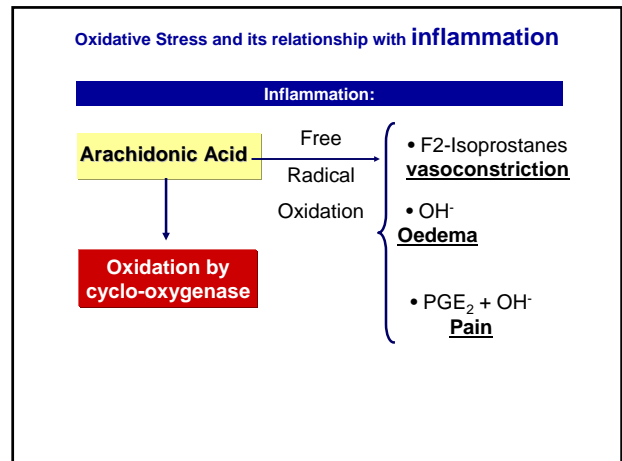 Oxidative Stress and its relationship with inflammation
Inflammation:
Arachidonic Acid
Free
Radical
Oxidation
Oxidation by
cyclo-oxygenase
• F2-Isoprostanes
vasoconstriction
• OH⁻
Oedema
• PGE₂ + OH⁻
Pain